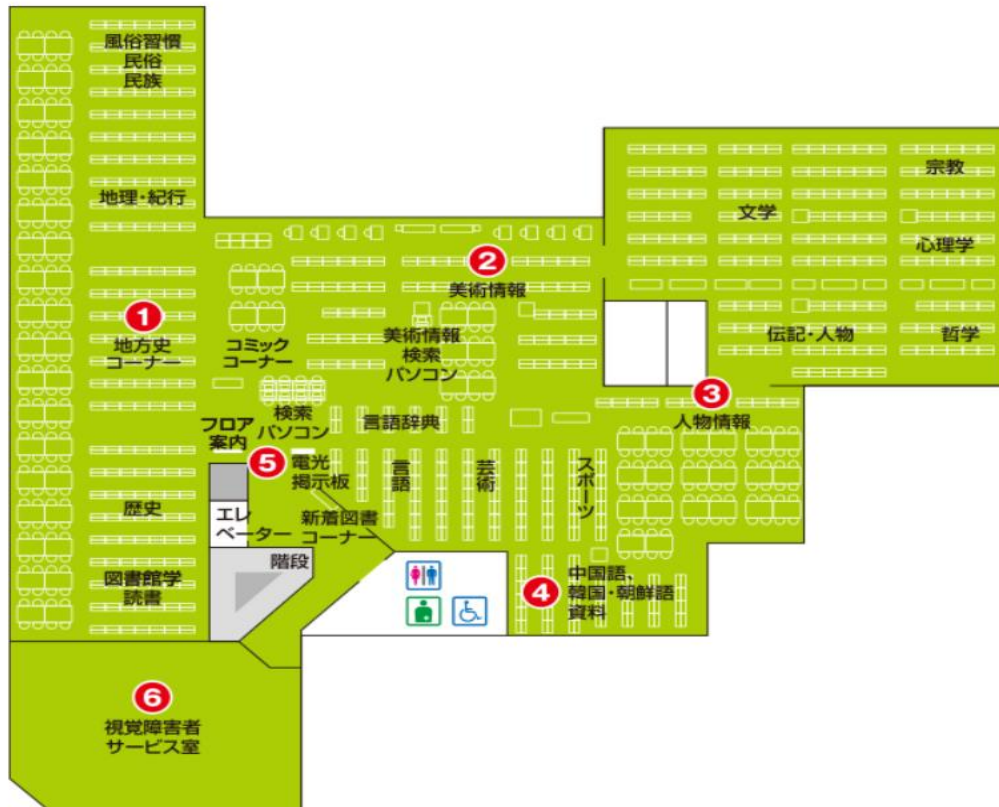 風俗習慣
民俗
民族
地理・紀行
1
地方史
コーナー
歴史
図書館学
読書
6
視覚障害者
サービス室
コミック
コーナー
検索
パソコン
フロア
案内
5
電光
掲示板
エレ
ベーター
新着図書
コーナー
階段
2
美術情報
美術情報
検索
パソコン
言語辞典
言語
芸術
スポーツ
3
人物情報
4
中国語、
韓国・朝鮮語
資料
文学
宗教
心理学
伝記・人物
哲学